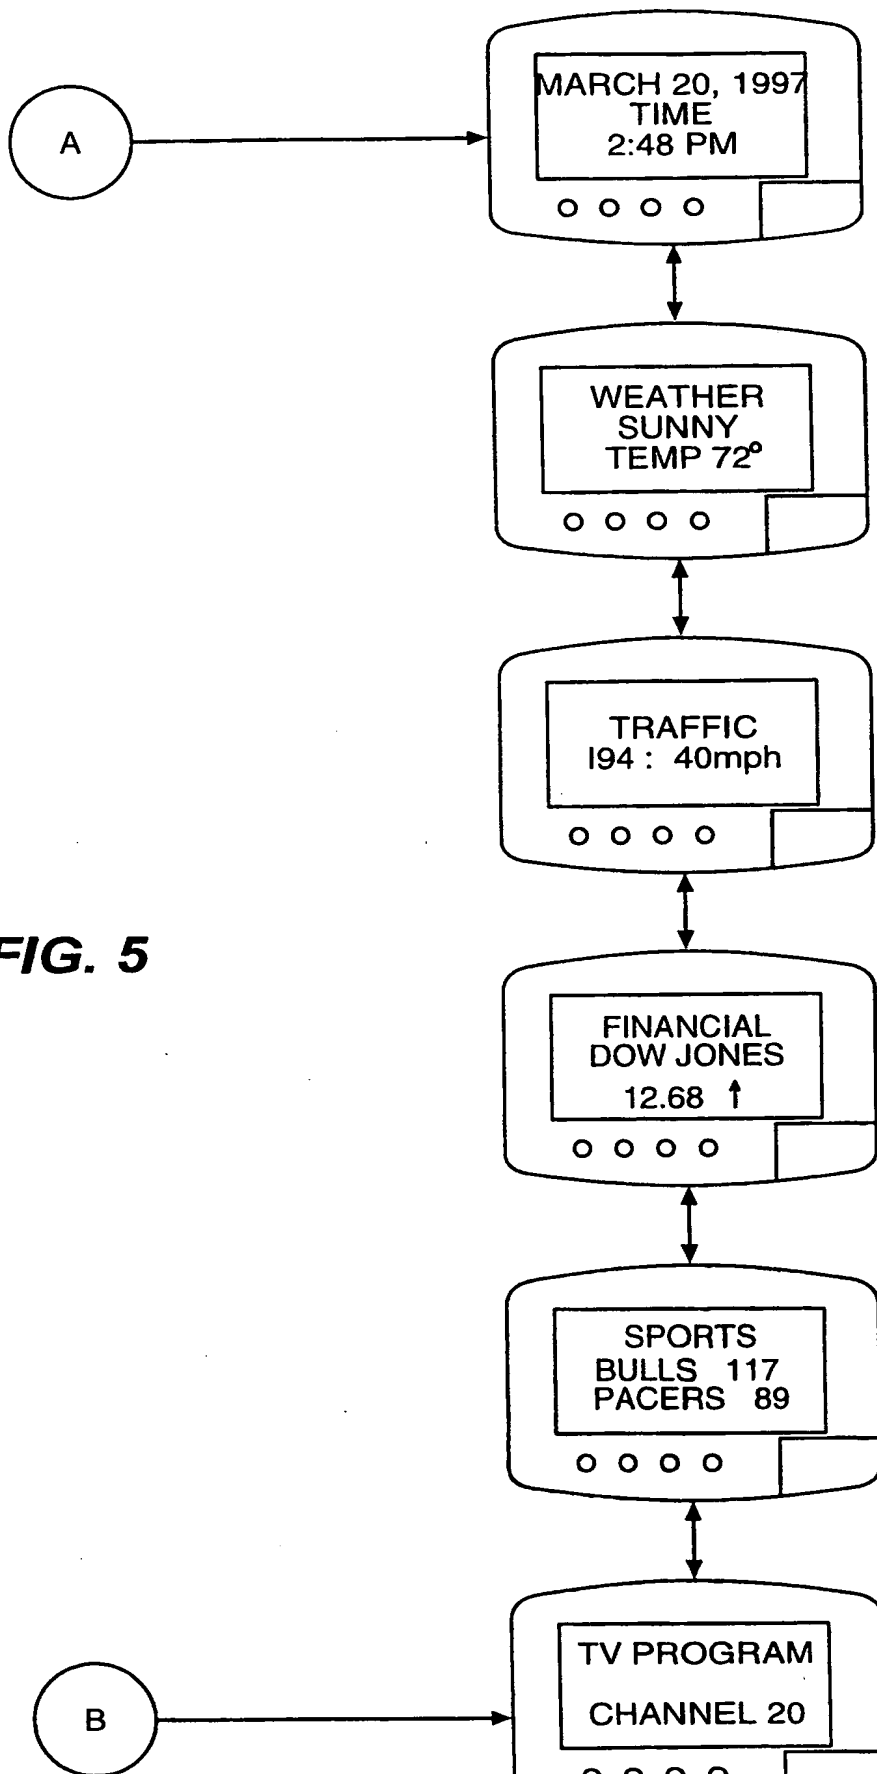 A
MARCH 20, 1997
TIME
2:48 PM
WEATHER
SUNNY
TEMP 72°
TRAFFIC
I94 : 40mph
FIG. 5
FINANCIAL
DOW JONES
12.68 ↑
SPORTS
BULLS 117
PACERS 89
B
TV PROGRAM
CHANNEL 20